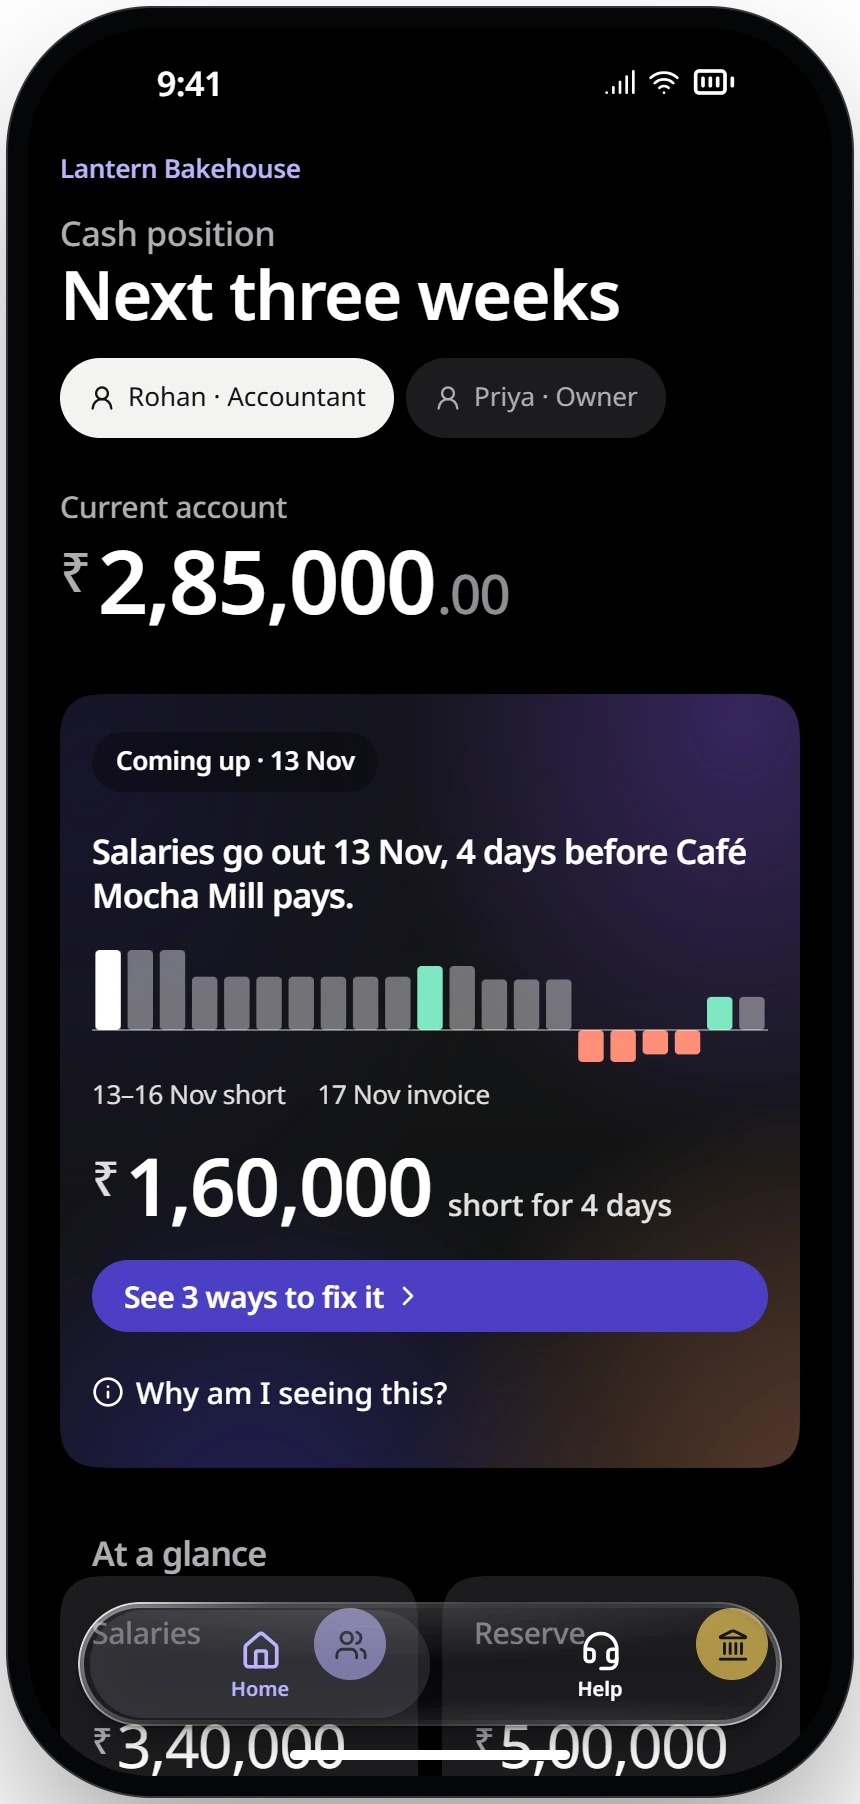 9:41
Lantern Bakehouse
Cash position
Next three weeks
Rohan · Accountant
Priya · Owner
Current account
₹2,85,000.00
Coming up · 13 Nov
Salaries go out 13 Nov, 4 days before Café
Mocha Mill pays.
13–16 Nov short
17 Nov invoice
₹1,60,000 short for 4 days
See 3 ways to fix it
Why am I seeing this?
At a glance
Salaries
Reserve
Home
Help
₹3,40,000
₹5,00,000